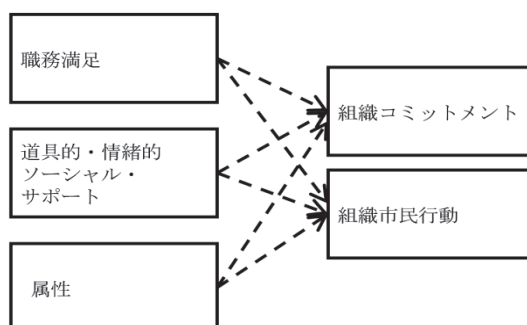 職務満足
道具的・情緒的
ソーシャル・
サポート
属性
組織コミットメント
組織市民行動